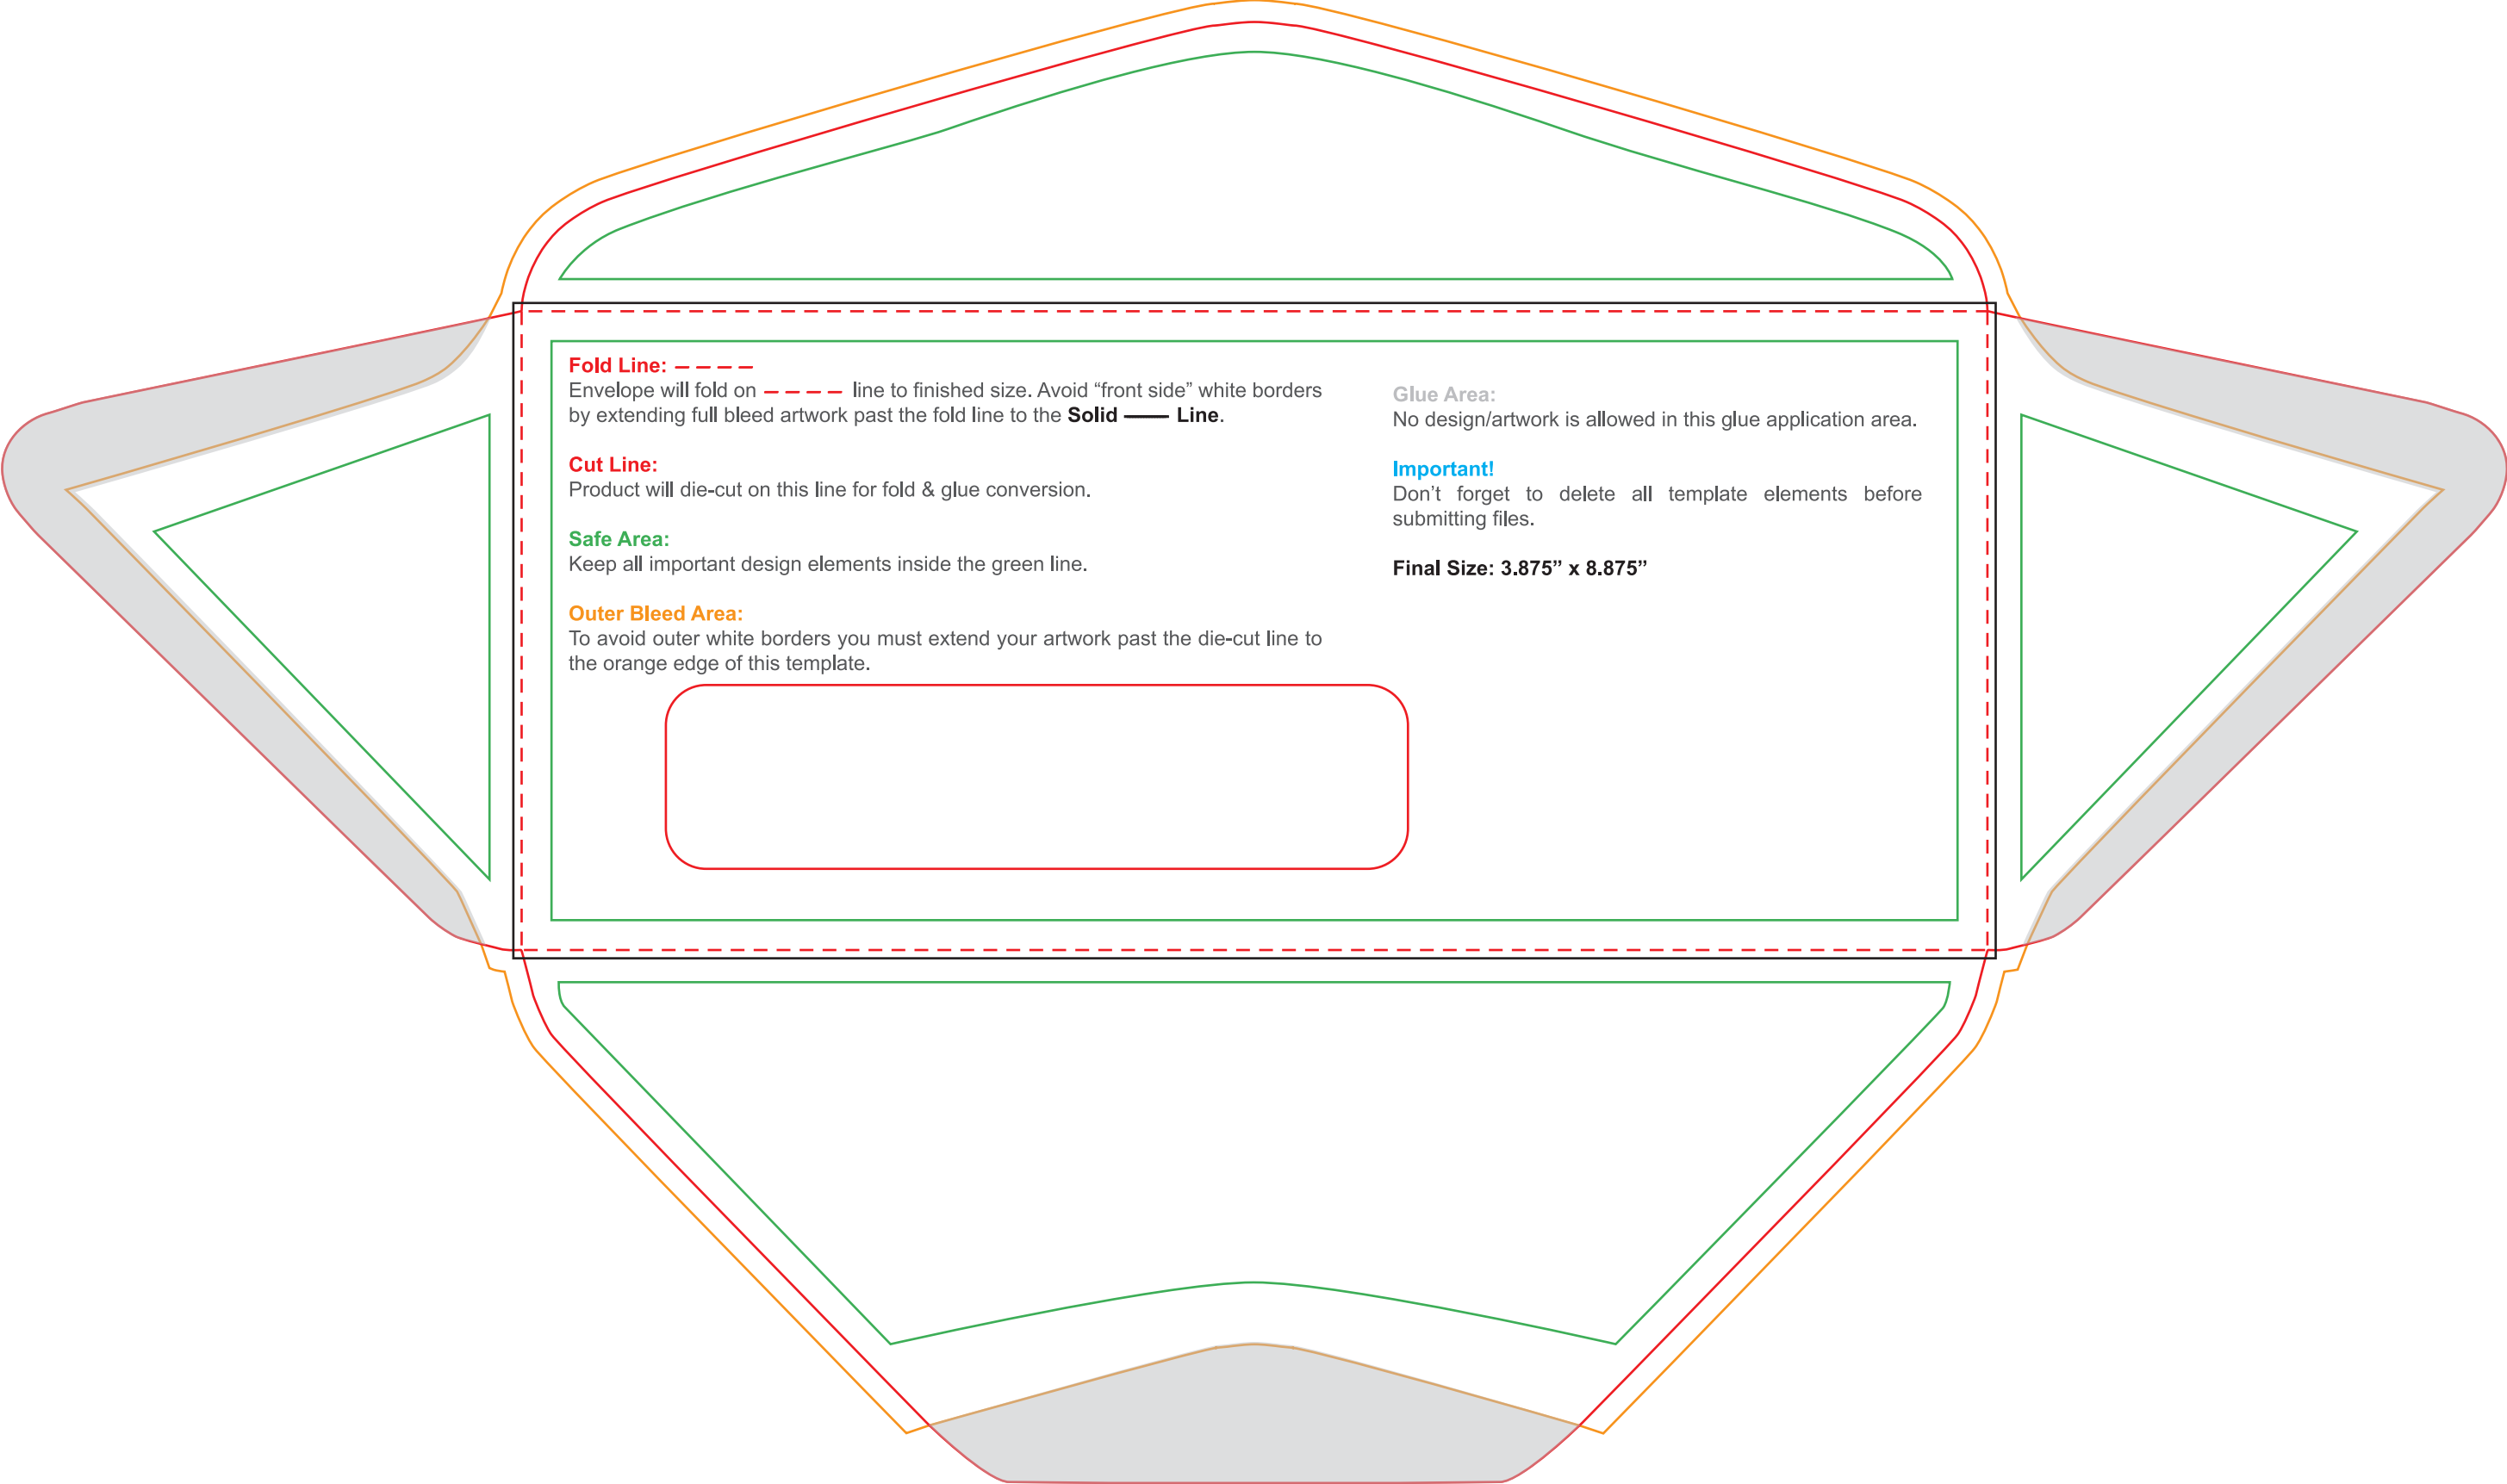 Fold Line:
Envelope will fold on line to finished size. Avoid “front side” white borders
by extending full bleed artwork past the fold line to the Solid Line.
Cut Line:
Product will die-cut on this line for fold & glue conversion.
Safe Area:
Keep all important design elements inside the green line.
Outer Bleed Area:
To avoid outer white borders you must extend your artwork past the die-cut line to
the orange edge of this template.
Glue Area:
No design/artwork is allowed in this glue application area.
Important!
Don’t forget to delete all template elements before
submitting files.
Final Size: 3.875” x 8.875”